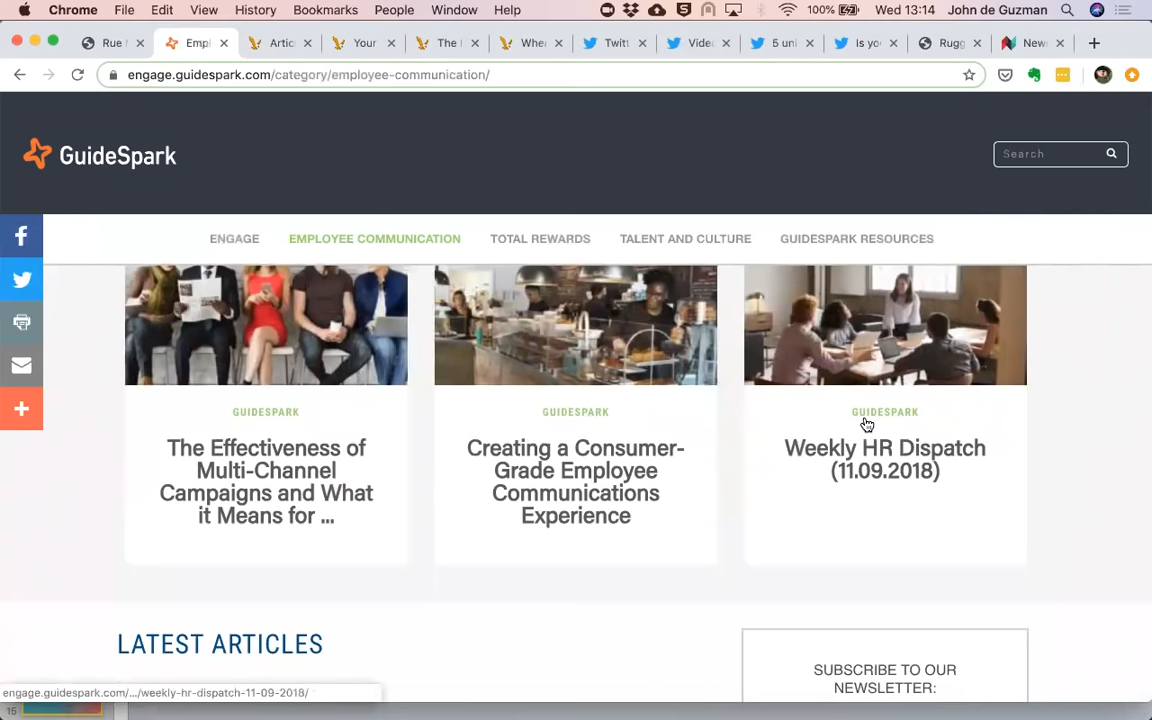 Chrome File Edit View History Bookmarks People Window Help 100% Wed 13:14 John de Guzman
Rue Empl Artic Your The Whe Twitt Video 5 uni Is yo Rugg New
engage.guidespark.com/category/employee-communication/
GuideSpark
Search
ENGAGE EMPLOYEE COMMUNICATION TOTAL REWARDS TALENT AND CULTURE GUIDESPARK RESOURCES
GUIDESPARK
The Effectiveness of
Multi-Channel
Campaigns and What
it Means for ...
GUIDESPARK
Creating a Consumer-
Grade Employee
Communications
Experience
GUIDESPARK
Weekly HR Dispatch
(11.09.2018)
LATEST ARTICLES
SUBSCRIBE TO OUR
NEWSLETTER:
engage.guidespark.com/.../weekly-hr-dispatch-11-09-2018/
15